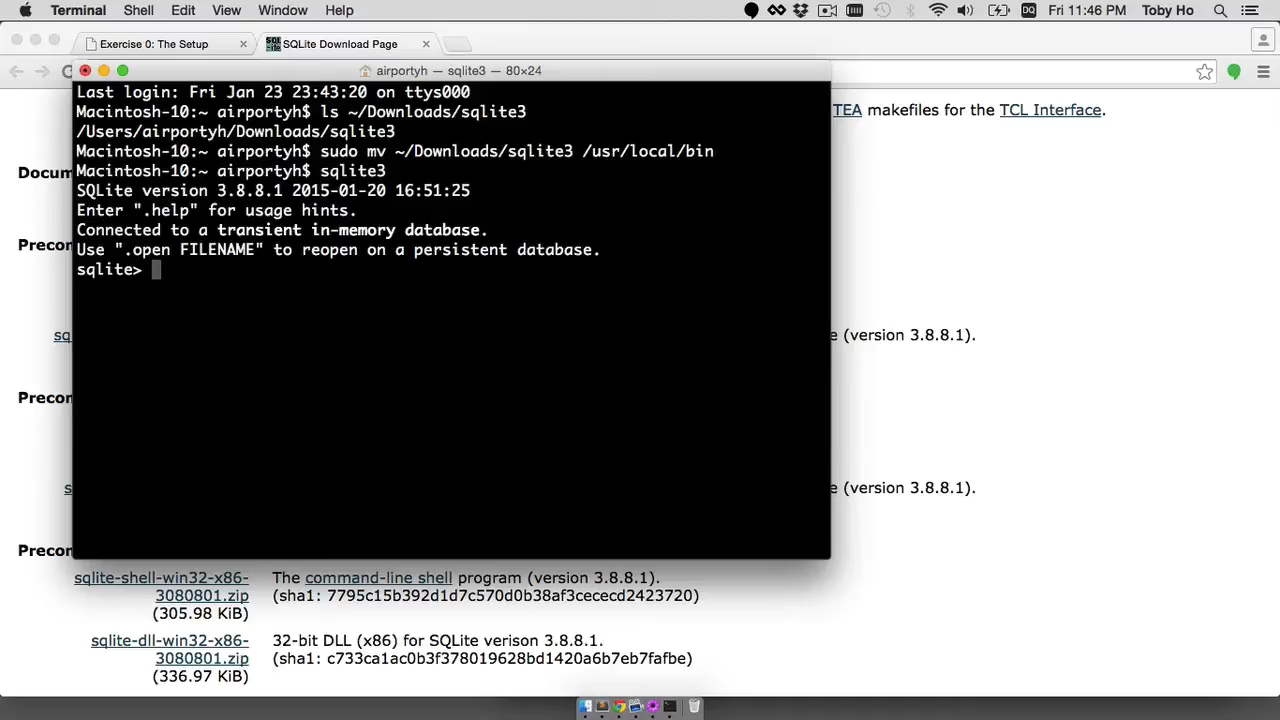 Terminal Shell Edit View Window Help DQ Fri 11:46 PM Toby Ho
Exercise 0: The Setup
SQLite Download Page
airportyh — sqlite3 — 80×24
Last login: Fri Jan 23 23:43:20 on ttys000
Macintosh-10:~ airportyh$ ls ~/Downloads/sqlite3
/Users/airportyh/Downloads/sqlite3
Macintosh-10:~ airportyh$ sudo mv ~/Downloads/sqlite3 /usr/local/bin
Macintosh-10:~ airportyh$ sqlite3
SQLite version 3.8.8.1 2015-01-20 16:51:25
Enter ".help" for usage hints.
Connected to a transient in-memory database.
Use ".open FILENAME" to reopen on a persistent database.
sqlite>
TEA makefiles for the TCL Interface.
Docum
Precon
sq
e (version 3.8.8.1).
Precon
s
e (version 3.8.8.1).
Precon
sqlite-shell-win32-x86-
3080801.zip
(305.98 KiB)
The command-line shell program (version 3.8.8.1).
(sha1: 7795c15b392d1d7c570d0b38af3cececd2423720)
sqlite-dll-win32-x86-
3080801.zip
(336.97 KiB)
32-bit DLL (x86) for SQLite verison 3.8.8.1.
(sha1: c733ca1ac0b3f378019628bd1420a6b7eb7fafbe)